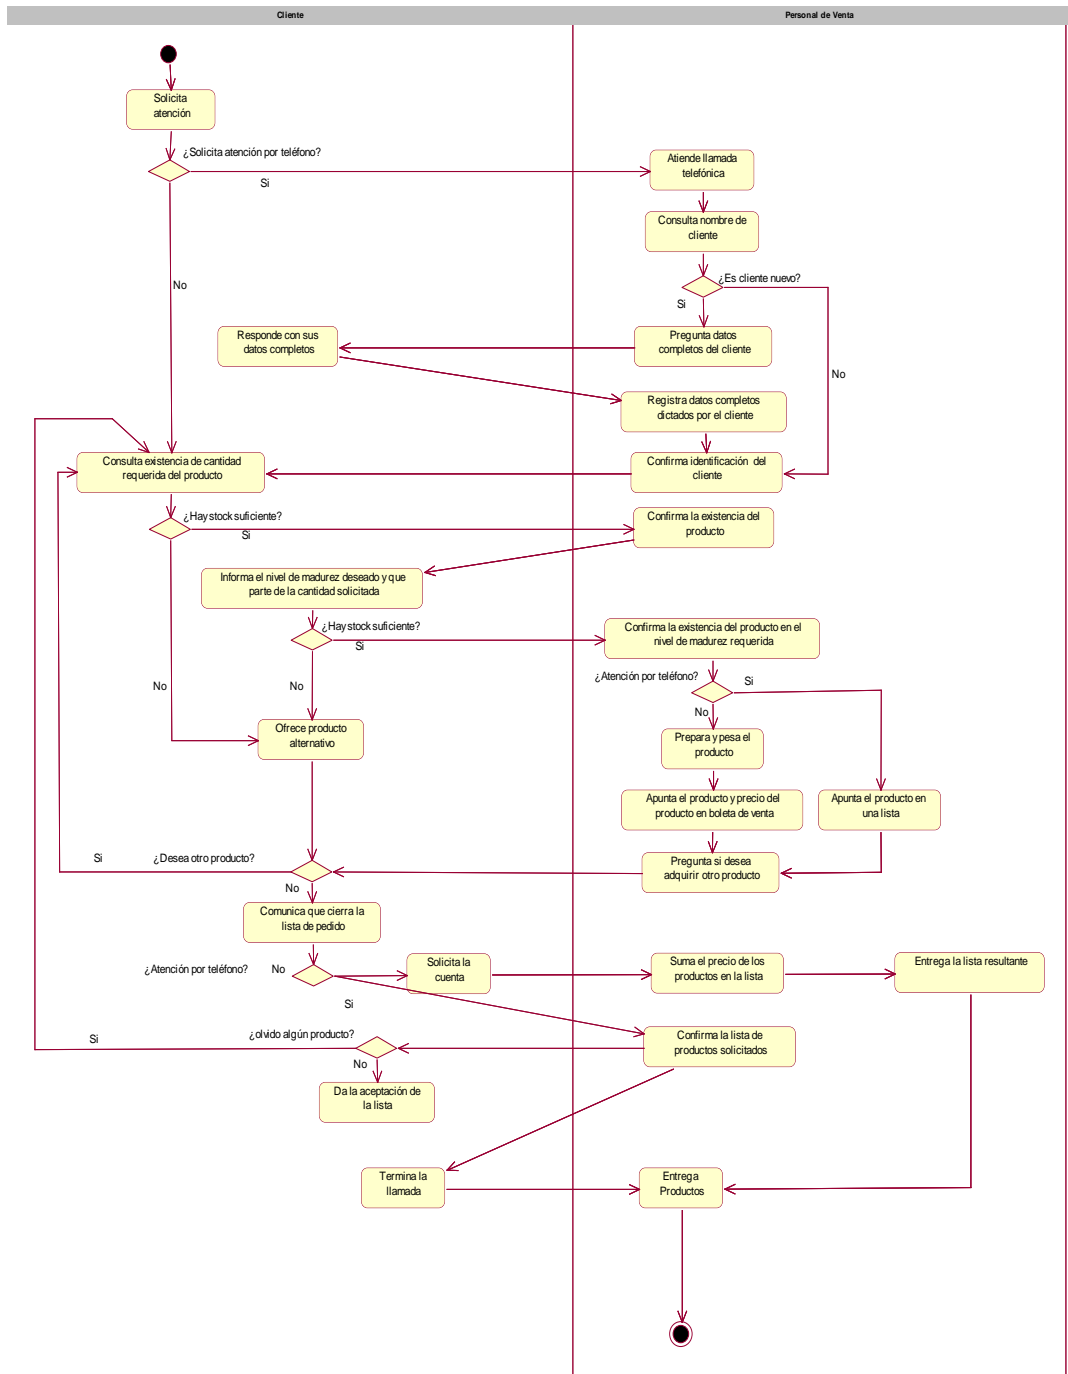 Cliente
Personal de Venta
Solicita
atención
¿Solicita atención por teléfono?
Si
Atiende llamada
telefónica
Consulta nombre de
cliente
¿Es cliente nuevo?
Si
No
Responde con sus
datos completos
Pregunta datos
completos del cliente
No
Registra datos completos
dictados por el cliente
Consulta existencia de cantidad
requerida del producto
Confirma identificación del
cliente
¿Hay stock suficiente?
Si
Confirma la existencia del
producto
Informa el nivel de madurez deseado y que
parte de la cantidad solicitada
¿Hay stock suficiente?
Si
Confirma la existencia del producto en el
nivel de madurez requerida
¿Atención por teléfono?
Si
No
No
No
Ofrece producto
alternativo
Prepara y pesa el
producto
Apunta el producto y precio del
producto en boleta de venta
Apunta el producto en
una lista
Si
¿Desea otro producto?
Pregunta si desea
adquirir otro producto
No
Comunica que cierra la
lista de pedido
¿Atención por teléfono?
No
Solicita la
cuenta
Suma el precio de los
productos en la lista
Entrega la lista resultante
Si
Si
¿olvido algún producto?
Confirma la lista de
productos solicitados
No
Da la aceptación de
la lista
Termina la
llamada
Entrega
Productos